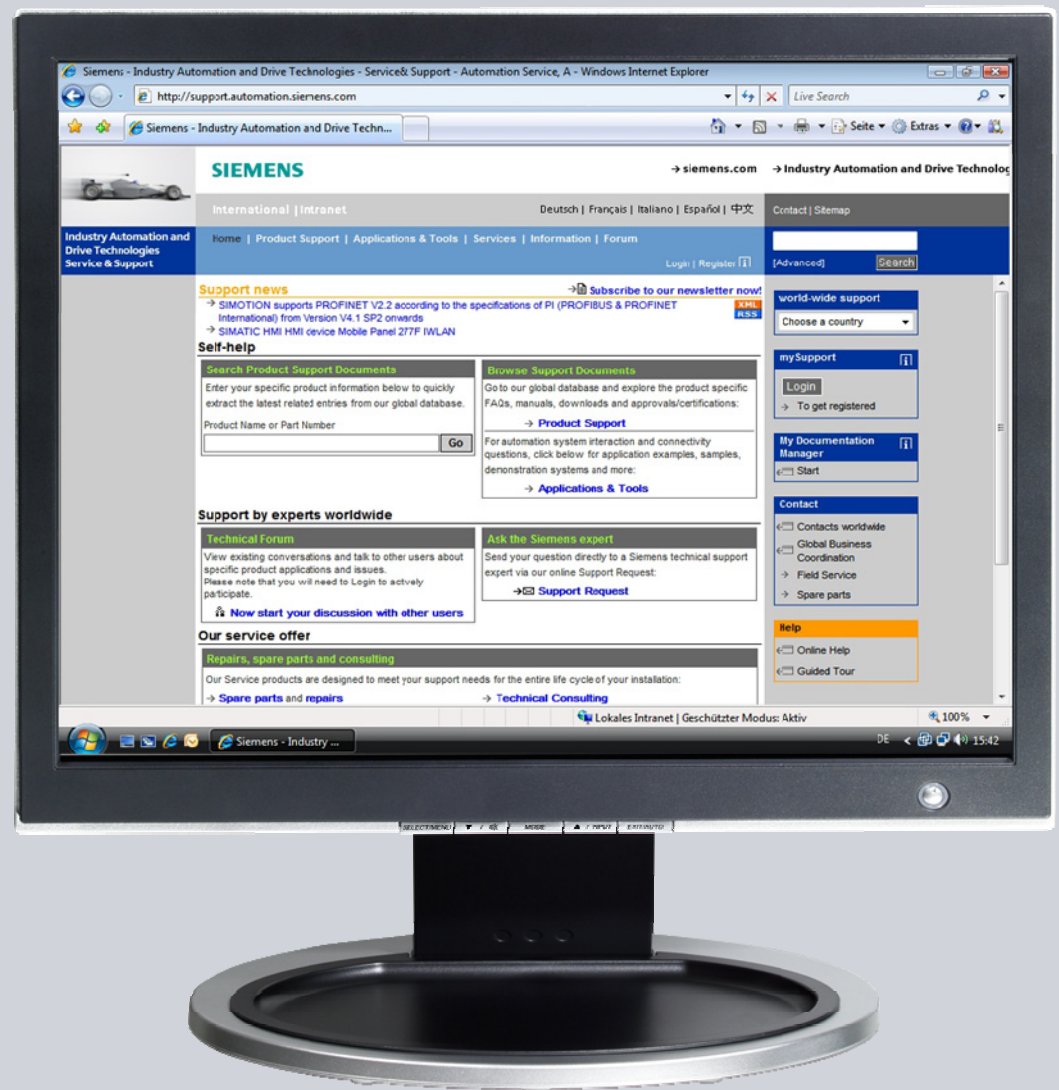 Siemens - Industry Automation and Drive Technologies - Service& Support - Automation Service, A - Windows Internet Explorer
http://support.automation.siemens.com
Live Search
Siemens - Industry Automation and Drive Techn...
Seite
Extras
SIEMENS
→ siemens.com → Industry Automation and Drive Technolog
International | Intranet
Deutsch | Français | Italiano | Español | 中文
Contact | Sitemap
Industry Automation and
Drive Technologies
Service & Support
Home | Product Support | Applications & Tools | Services | Information | Forum
Login | Register
[Advanced] Search
Support news
→ Subscribe to our newsletter now!
→ SIMOTION supports PROFINET V2.2 according to the specifications of PI (PROFIBUS & PROFINET
International) from Version V4.1 SP2 onwards
XML
RSS
→ SIMATIC HMI HMI device Mobile Panel 277F IWLAN
Self-help
Search Product Support Documents
Enter your specific product information below to quickly
extract the latest related entries from our global database.
Product Name or Part Number
Go
Browse Support Documents
Go to our global database and explore the product specific
FAQs, manuals, downloads and approvals/certifications:
→ Product Support
For automation system interaction and connectivity
questions, click below for application examples, samples,
demonstration systems and more:
→ Applications & Tools
Support by experts worldwide
Technical Forum
View existing conversations and talk to other users about
specific product applications and issues.
Please note that you will need to Login to actively
participate.
Now start your discussion with other users
Ask the Siemens expert
Send your question directly to a Siemens technical support
expert via our online Support Request:
→ Support Request
Our service offer
Repairs, spare parts and consulting
Our Service products are designed to meet your support needs for the entire life cycle of your installation:
→ Spare parts and repairs
→ Technical Consulting
world-wide support
Choose a country
mySupport
Login
→ To get registered
My Documentation
Manager
Start
Contact
Contacts worldwide
Global Business
Coordination
→ Field Service
→ Spare parts
Help
Online Help
Guided Tour
Lokales Intranet | Geschützter Modus: Aktiv
100%
Siemens - Industry ...
DE
15:42
SELECT/MENU
MODE
/ INPUT
EXIT/AUTO